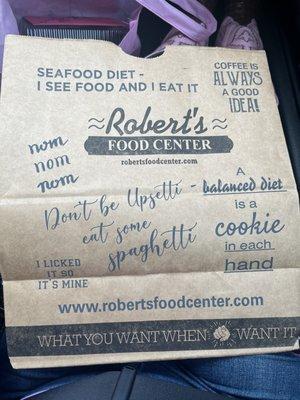 SEAFOOD DIET -
I SEE FOOD AND I EAT IT
COFFEE IS
ALWAYS
A GOOD
IDEA!
Robert's
FOOD CENTER
robertsfoodcenter.com
nom
nom
nom
Don't be Upsetti -
eat some
spaghetti
A
balanced diet
is a
cookie
in each
hand
I LICKED
IT SO
IT'S MINE
www.robertsfoodcenter.com
WHAT YOU WANT WHEN WANT IT